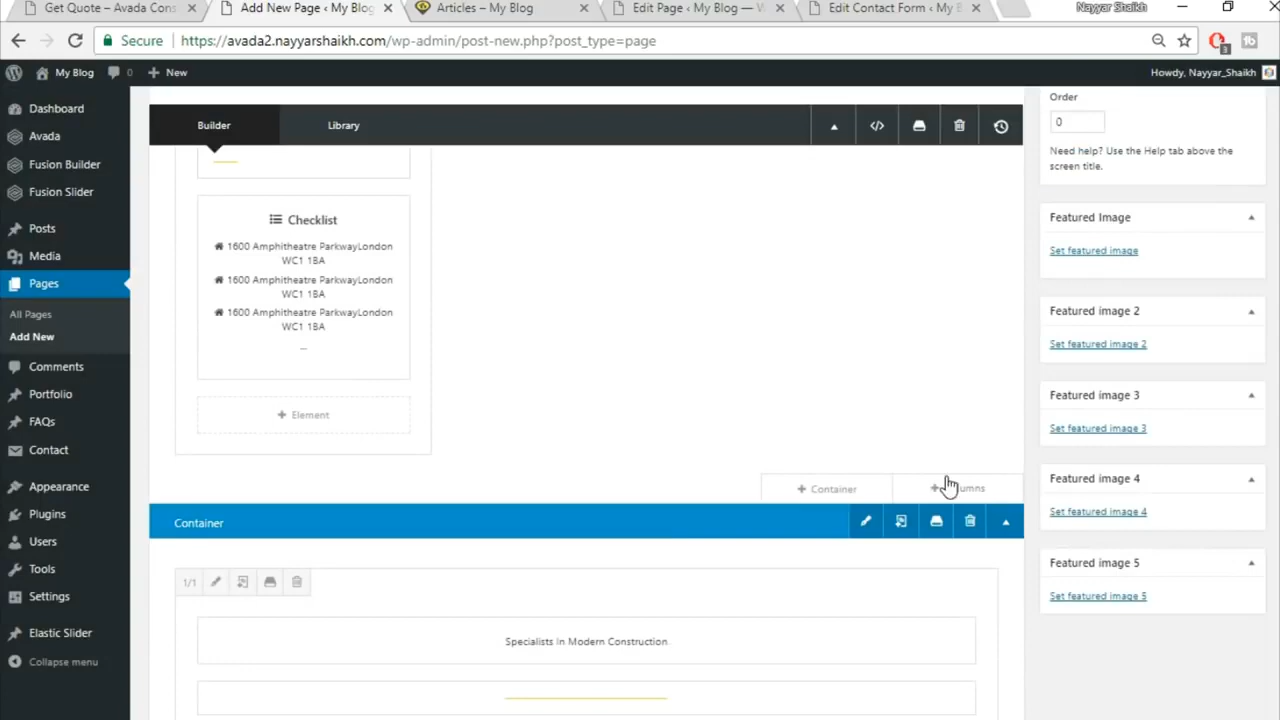 Get Quote – Avada Cons
Add New Page ‹ My Blog
Articles – My Blog
Edit Page ‹ My Blog — W
Edit Contact Form ‹ My B
Nayyar Shaikh
Secure
https://avada2.nayyarshaikh.com/wp-admin/post-new.php?post_type=page
3
My Blog
0
New
Howdy, Nayyar_Shaikh
Dashboard
Avada
Fusion Builder
Fusion Slider
Posts
Media
Pages
All Pages
Add New
Comments
Portfolio
FAQs
Contact
Appearance
Plugins
Users
Tools
Settings
Elastic Slider
Collapse menu
Builder
Library
Checklist
1600 Amphitheatre ParkwayLondon
WC1 1BA
1600 Amphitheatre ParkwayLondon
WC1 1BA
1600 Amphitheatre ParkwayLondon
WC1 1BA
...
+ Element
+ Container
Container
1/1
Specialists In Modern Construction
Order
0
Need help? Use the Help tab above the
screen title.
Featured Image
Set featured image
Featured image 2
Set featured image 2
Featured image 3
Set featured image 3
Featured image 4
Set featured image 4
Featured image 5
Set featured image 5